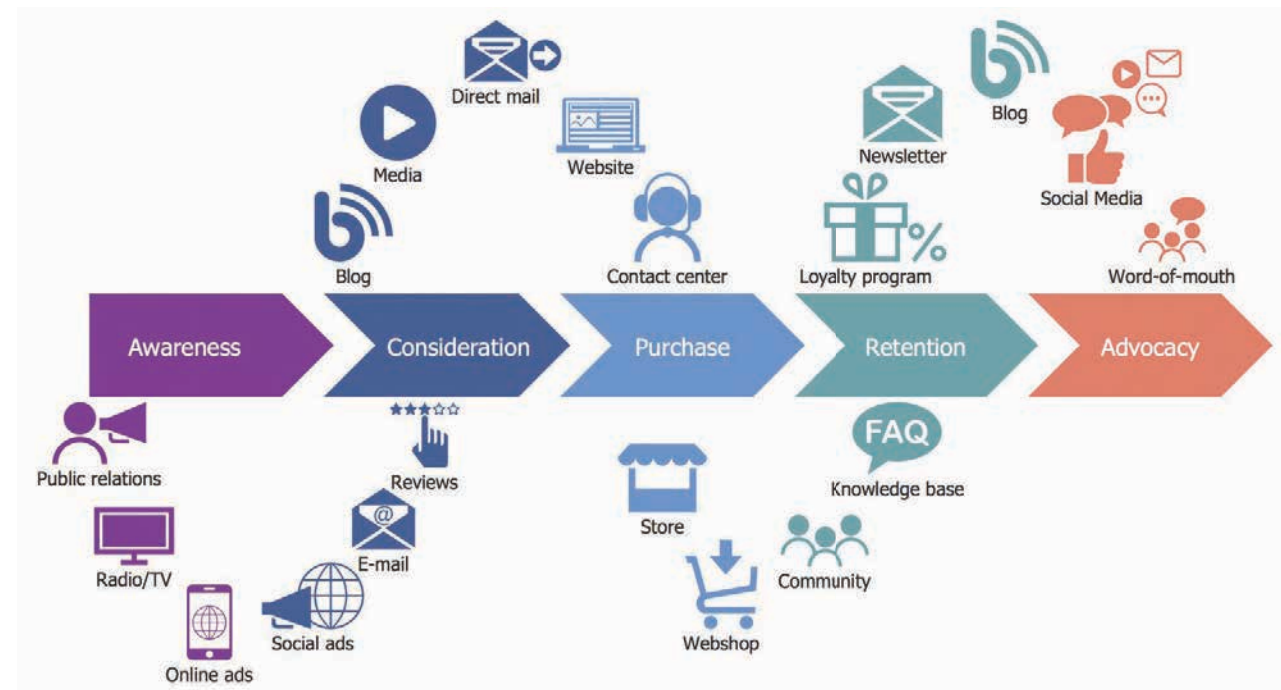 Direct mail
Blog
Media
Website
Newsletter
Social Media
Blog
Contact center
Loyalty program
Word-of-mouth
Awareness
Consideration
Purchase
Retention
Advocacy
Public relations
Reviews
FAQ
Knowledge base
Store
@
E-mail
Radio/TV
Community
Social ads
Webshop
Online ads
%